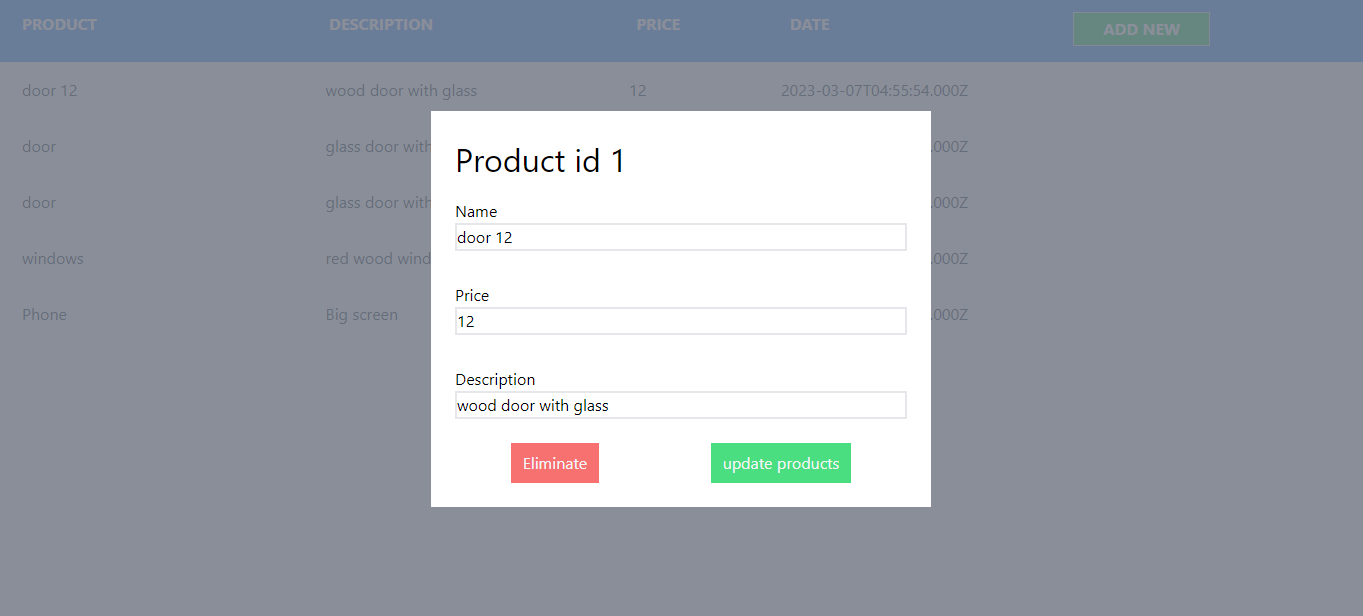 PRODUCT DESCRIPTION PRICE DATE ADD NEW
door 12 wood door with glass 12 2023-03-07T04:55:54.000Z
door glass door with .000Z
door glass door with .000Z
windows red wood wind .000Z
Phone Big screen .000Z
Product id 1
Name
door 12
Price
12
Description
wood door with glass
Eliminate update products